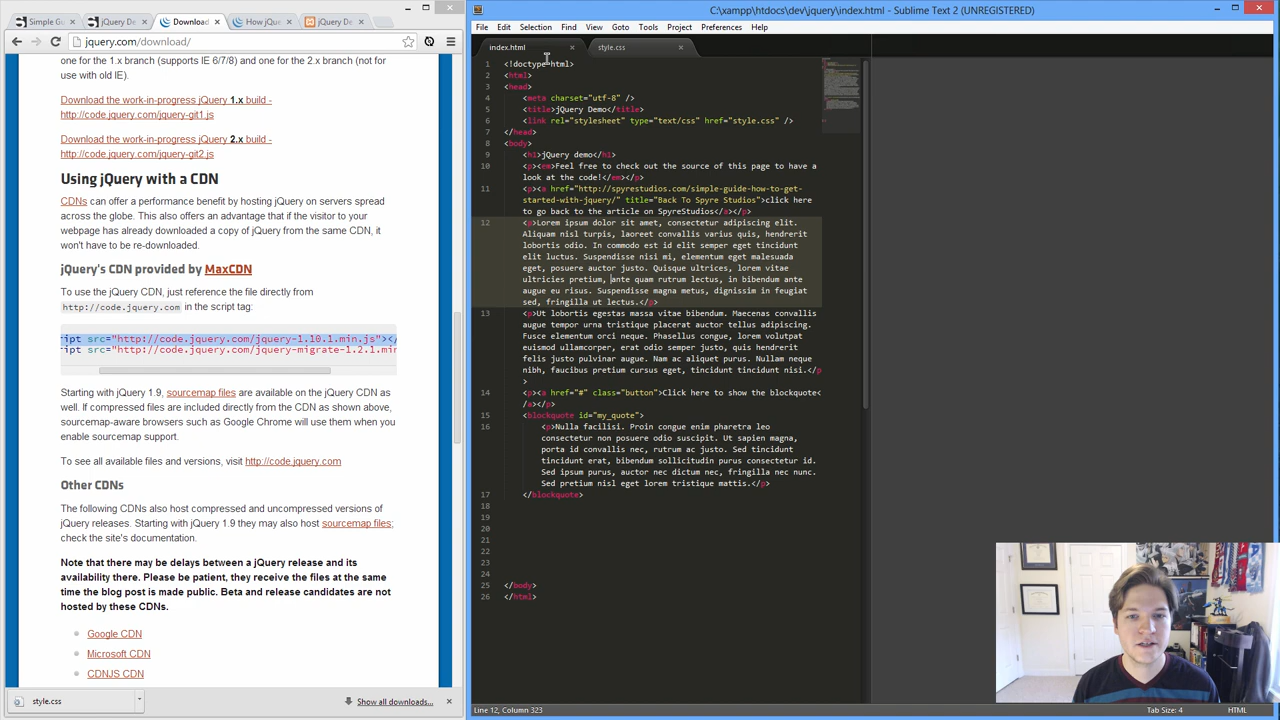 Simple Gu
jQuery Dem
Download
How jQuery
jQuery De
jquery.com/download/
one for the 1.x branch (supports IE 6/7/8) and one for the 2.x branch (not for
use with old IE).
Download the work-in-progress jQuery 1.x build -
http://code.jquery.com/jquery-git1.js
Download the work-in-progress jQuery 2.x build -
http://code.jquery.com/jquery-git2.js
Using jQuery with a CDN
CDNs can offer a performance benefit by hosting jQuery on servers spread
across the globe. This also offers an advantage that if the visitor to your
webpage has already downloaded a copy of jQuery from the same CDN, it
won't have to be re-downloaded.
jQuery's CDN provided by MaxCDN
To use the jQuery CDN, just reference the file directly from
http://code.jquery.com in the script tag:
ipt src="http://code.jquery.com/jquery-1.10.1.min.js"></
ipt src="http://code.jquery.com/jquery-migrate-1.2.1.min
Starting with jQuery 1.9, sourcemap files are available on the jQuery CDN as
well. If compressed files are included directly from the CDN as shown above,
sourcemap-aware browsers such as Google Chrome will use them when you
enable sourcemap support.
To see all available files and versions, visit http://code.jquery.com
Other CDNs
The following CDNs also host compressed and uncompressed versions of
jQuery releases. Starting with jQuery 1.9 they may also host sourcemap files;
check the site's documentation.
Note that there may be delays between a jQuery release and its
availability there. Please be patient, they receive the files at the same
time the blog post is made public. Beta and release candidates are not
hosted by these CDNs.
Google CDN
Microsoft CDN
CDNJS CDN
style.css
Show all downloads...
C:\xampp\htdocs\dev\jquery\index.html - Sublime Text 2 (UNREGISTERED)
File Edit Selection Find View Goto Tools Project Preferences Help
index.html
style.css
1 <!doctype html>
2 <html>
3 <head>
4 <meta charset="utf-8" />
5 <title>jQuery Demo</title>
6 <link rel="stylesheet" type="text/css" href="style.css" />
7 </head>
8 <body>
9 <h1>jQuery demo</h1>
10 <p><em>Feel free to check out the source of this page to have a
look at the code!</em></p>
11 <p><a href="http://spyrestudios.com/simple-guide-how-to-get-
started-with-jquery/" title="Back To Spyre Studios">click here
to go back to the article on SpyreStudios</a></p>
12 <p>Lorem ipsum dolor sit amet, consectetur adipiscing elit.
Aliquam nisl turpis, laoreet convallis varius quis, hendrerit
lobortis odio. In commodo est id elit semper eget tincidunt
elit luctus. Suspendisse nisi mi, elementum eget malesuada
eget, posuere auctor justo. Quisque ultrices, lorem vitae
ultricies pretium, ante quam rutrum lectus, in bibendum ante
augue eu risus. Suspendisse magna metus, dignissim in feugiat
sed, fringilla ut lectus.</p>
13 <p>Ut lobortis egestas massa vitae bibendum. Maecenas convallis
augue tempor urna tristique placerat auctor tellus adipiscing.
Fusce elementum orci neque. Phasellus congue, lorem volutpat
euismod ullamcorper, erat odio semper justo, quis hendrerit
felis justo pulvinar augue. Nam ac aliquet purus. Nullam neque
nibh, faucibus pretium cursus eget, tincidunt tincidunt nisi.</p
>
14 <p><a href="#" class="button">Click here to show the blockquote<
/a></p>
15 <blockquote id="my_quote">
16 <p>Nulla facilisi. Proin congue enim pharetra leo
consectetur non posuere odio suscipit. Ut sapien magna,
porta id convallis nec, rutrum ac justo. Sed tincidunt
tincidunt erat, bibendum sollicitudin purus consectetur id.
Sed ipsum purus, auctor nec dictum nec, fringilla nec nunc.
Sed pretium nisl eget lorem tristique mattis.</p>
17 </blockquote>
18
19
20
21
22
23
24
25 </body>
26 </html>
Line 12, Column 323
Tab Size: 4
HTML